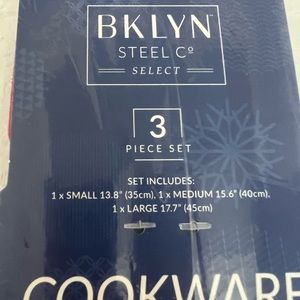 BKLYN™
STEEL Cº
SELECT
3
PIECE SET
SET INCLUDES:
1 x SMALL 13.8" (35cm), 1 x MEDIUM 15.6" (40cm),
1 x LARGE 17.7" (45cm)
COOKWARE